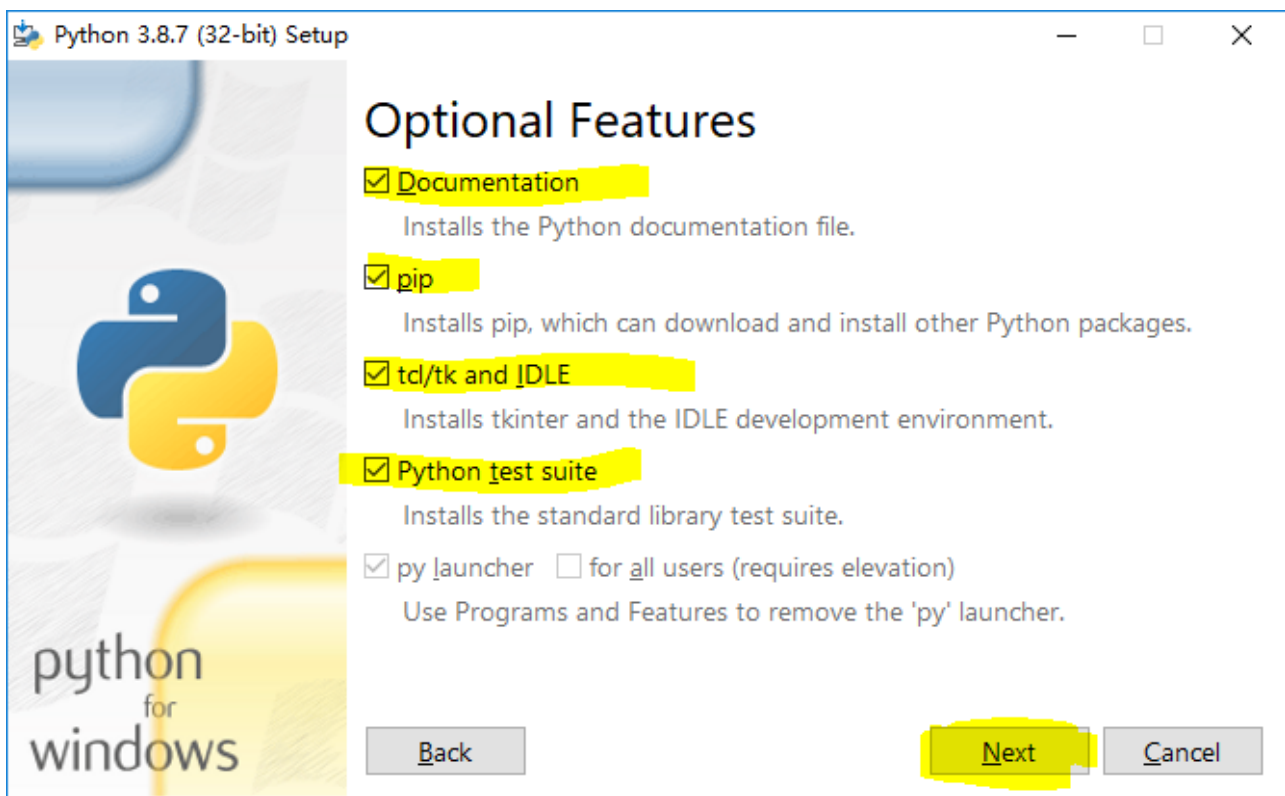 Python 3.8.7 (32-bit) Setup
Optional Features
Documentation
Installs the Python documentation file.
pip
Installs pip, which can download and install other Python packages.
tcl/tk and IDLE
Installs tkinter and the IDLE development environment.
Python test suite
Installs the standard library test suite.
py launcher for all users (requires elevation)
Use Programs and Features to remove the 'py' launcher.
python
for
windows
Back Next Cancel